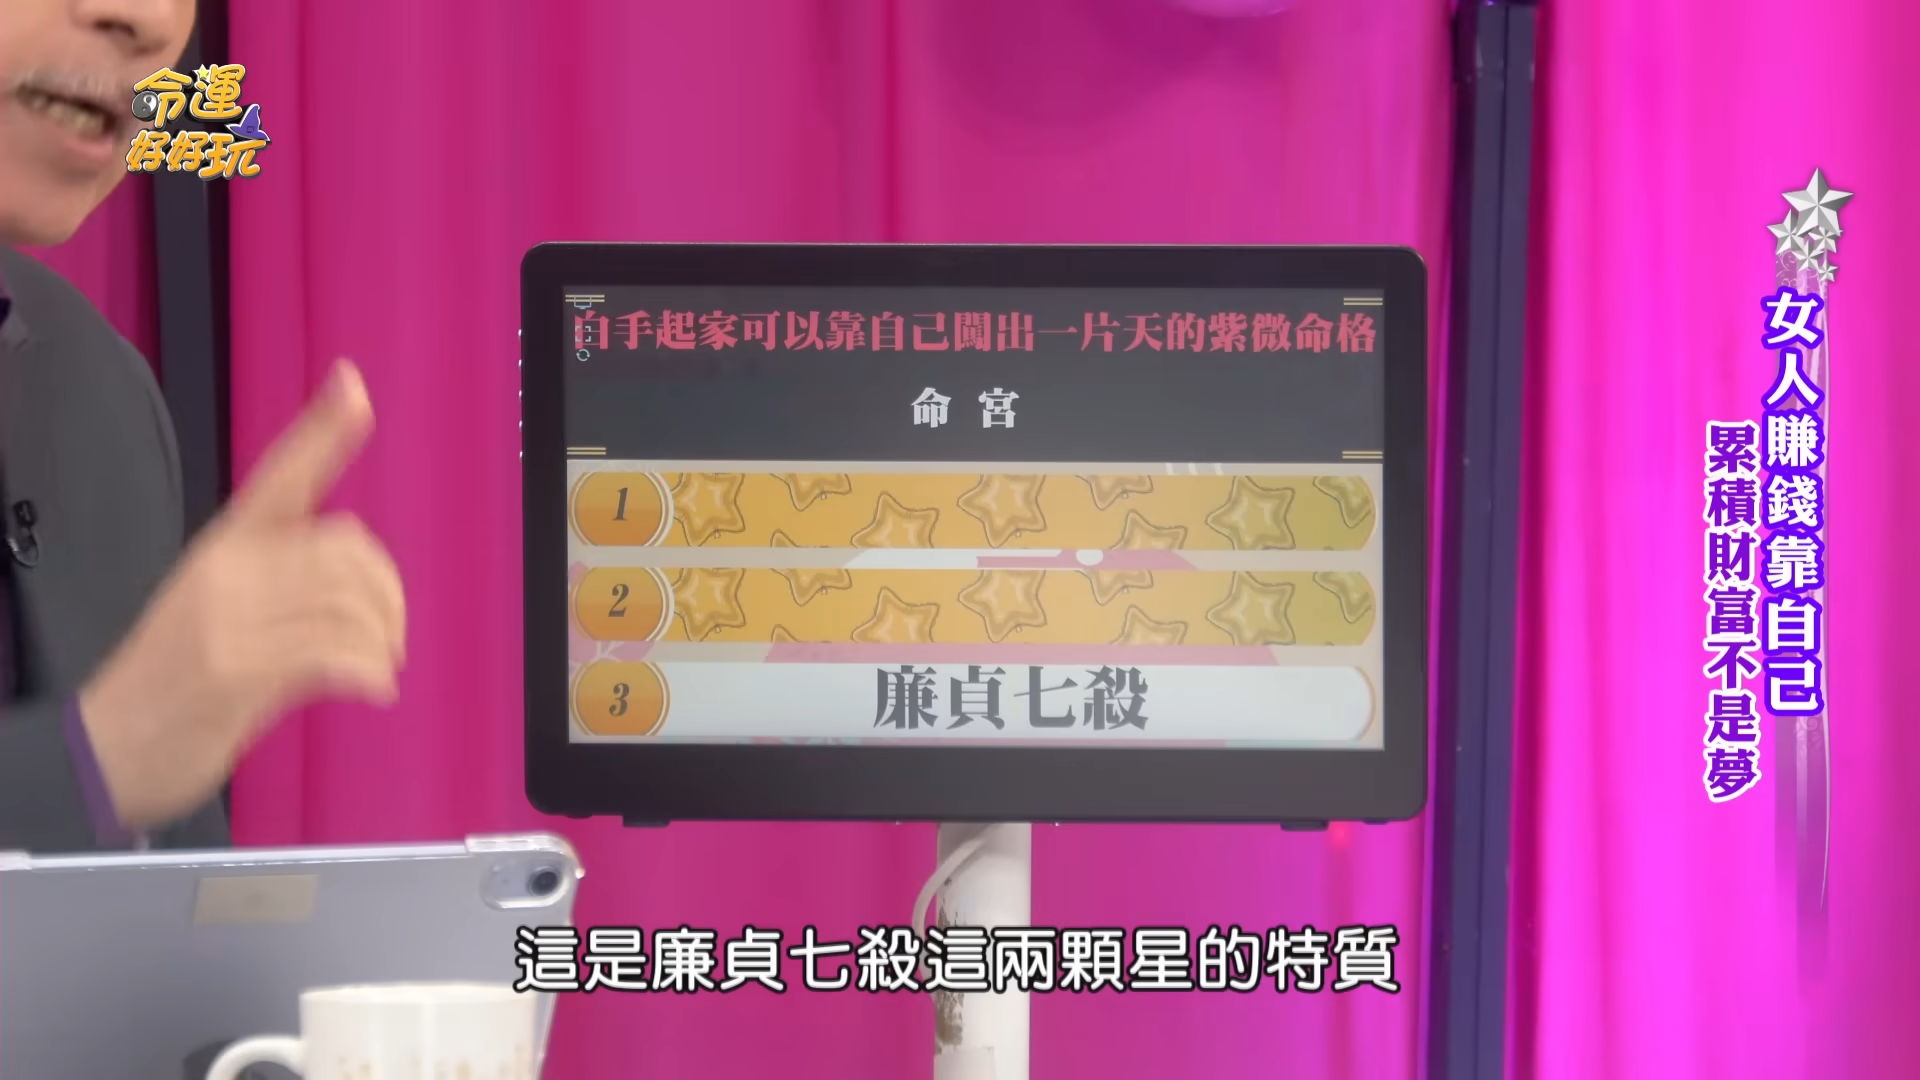 命運
好好玩
白手起家可以靠自己闖出一片天的紫微命格
命宮
1
2
3 廉貞七殺
女人賺錢靠自己
累積財富不是夢
這是廉貞七殺這兩顆星的特質